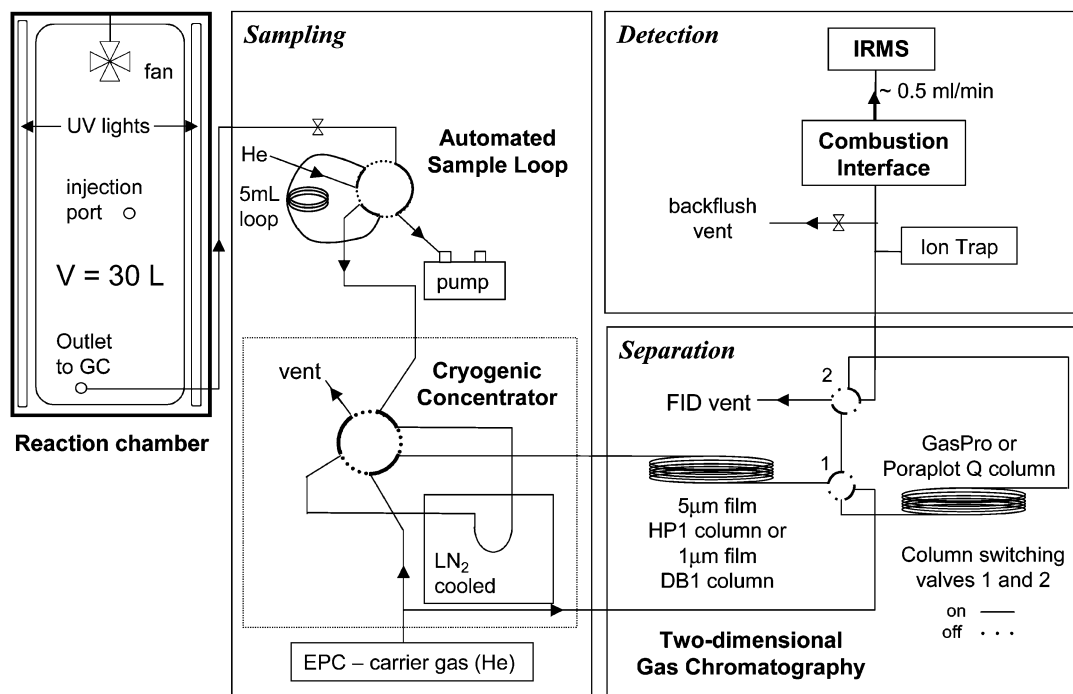 fan
UV lights
injection
port
V = 30 L
Outlet
to GC
Reaction chamber
Sampling
He
5mL
loop
Automated
Sample Loop
pump
vent
Cryogenic
Concentrator
LN2
cooled
EPC – carrier gas (He)
Detection
IRMS
~ 0.5 ml/min
Combustion
Interface
backflush
vent
Ion Trap
Separation
2
FID vent
1
GasPro or
Poraplot Q column
5μm film
HP1 column or
1μm film
DB1 column
Column switching
valves 1 and 2
on
off
Two-dimensional
Gas Chromatography